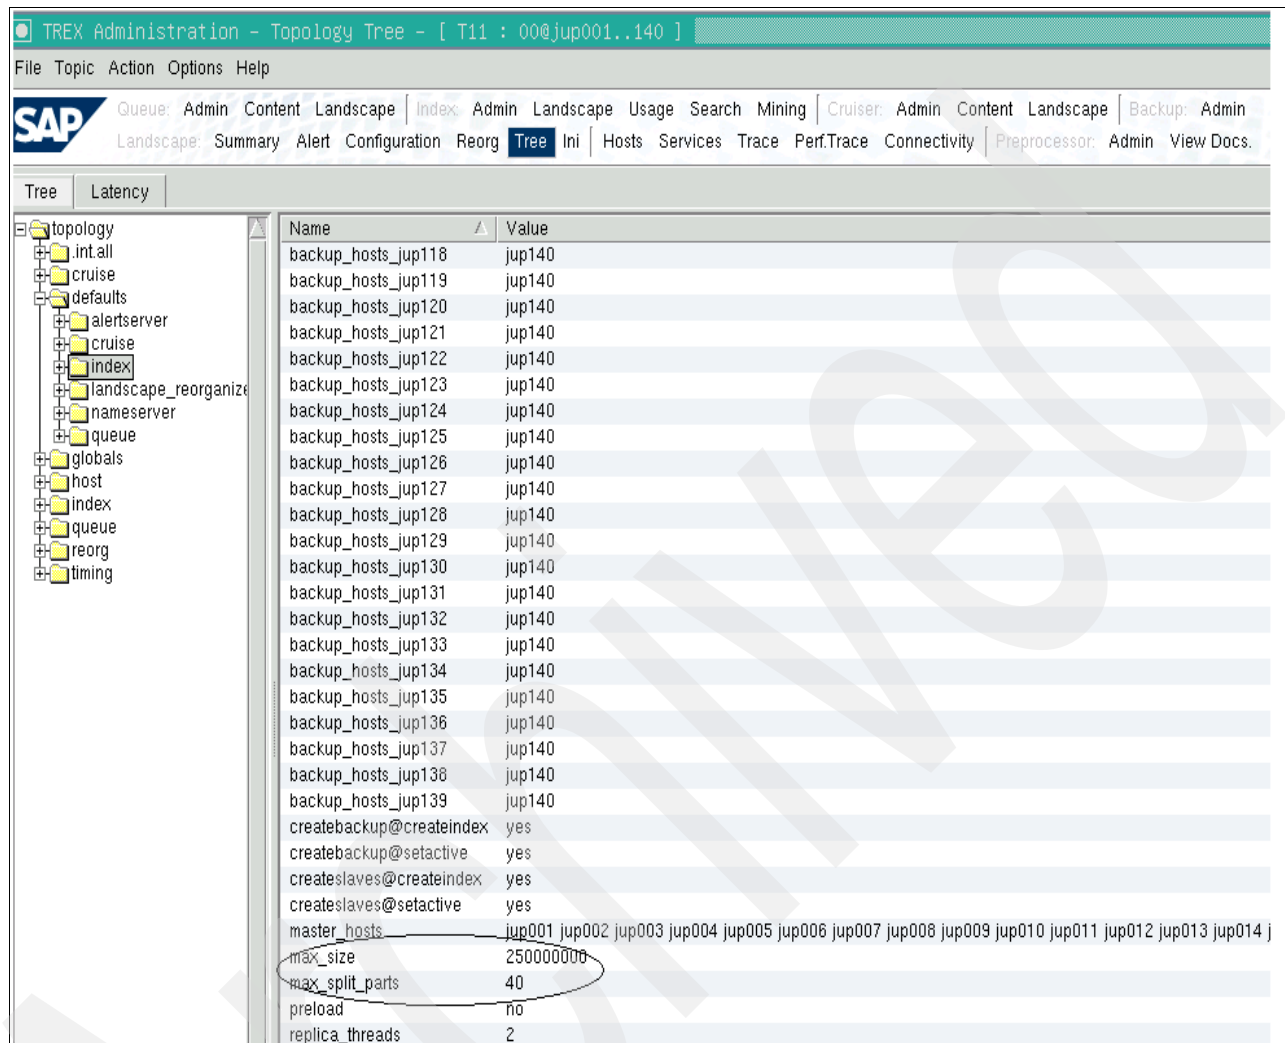 TREX Administration - Topology Tree - [ T11 : 00@jup001..140 ]
File Topic Action Options Help
SAP
Queue: Admin Content Landscape Index: Admin Landscape Usage Search Mining Cruiser: Admin Content Landscape Backup: Admin
Landscape: Summary Alert Configuration Reorg Tree Ini Hosts Services Trace Perf.Trace Connectivity Preprocessor: Admin View Docs.
Tree Latency
topology
.int.all
cruise
defaults
alertserver
cruise
index
landscape_reorganize
nameserver
queue
globals
host
index
queue
reorg
timing
Name Value
backup_hosts_jup118 jup140
backup_hosts_jup119 jup140
backup_hosts_jup120 jup140
backup_hosts_jup121 jup140
backup_hosts_jup122 jup140
backup_hosts_jup123 jup140
backup_hosts_jup124 jup140
backup_hosts_jup125 jup140
backup_hosts_jup126 jup140
backup_hosts_jup127 jup140
backup_hosts_jup128 jup140
backup_hosts_jup129 jup140
backup_hosts_jup130 jup140
backup_hosts_jup131 jup140
backup_hosts_jup132 jup140
backup_hosts_jup133 jup140
backup_hosts_jup134 jup140
backup_hosts_jup135 jup140
backup_hosts_jup136 jup140
backup_hosts_jup137 jup140
backup_hosts_jup138 jup140
backup_hosts_jup139 jup140
createbackup@createindex yes
createbackup@setactive yes
createslaves@createindex yes
createslaves@setactive yes
master_hosts jup001 jup002 jup003 jup004 jup005 jup006 jup007 jup008 jup009 jup010 jup011 jup012 jup013 jup014 j
max_size 250000000
max_split_parts 40
preload no
replica_threads 2